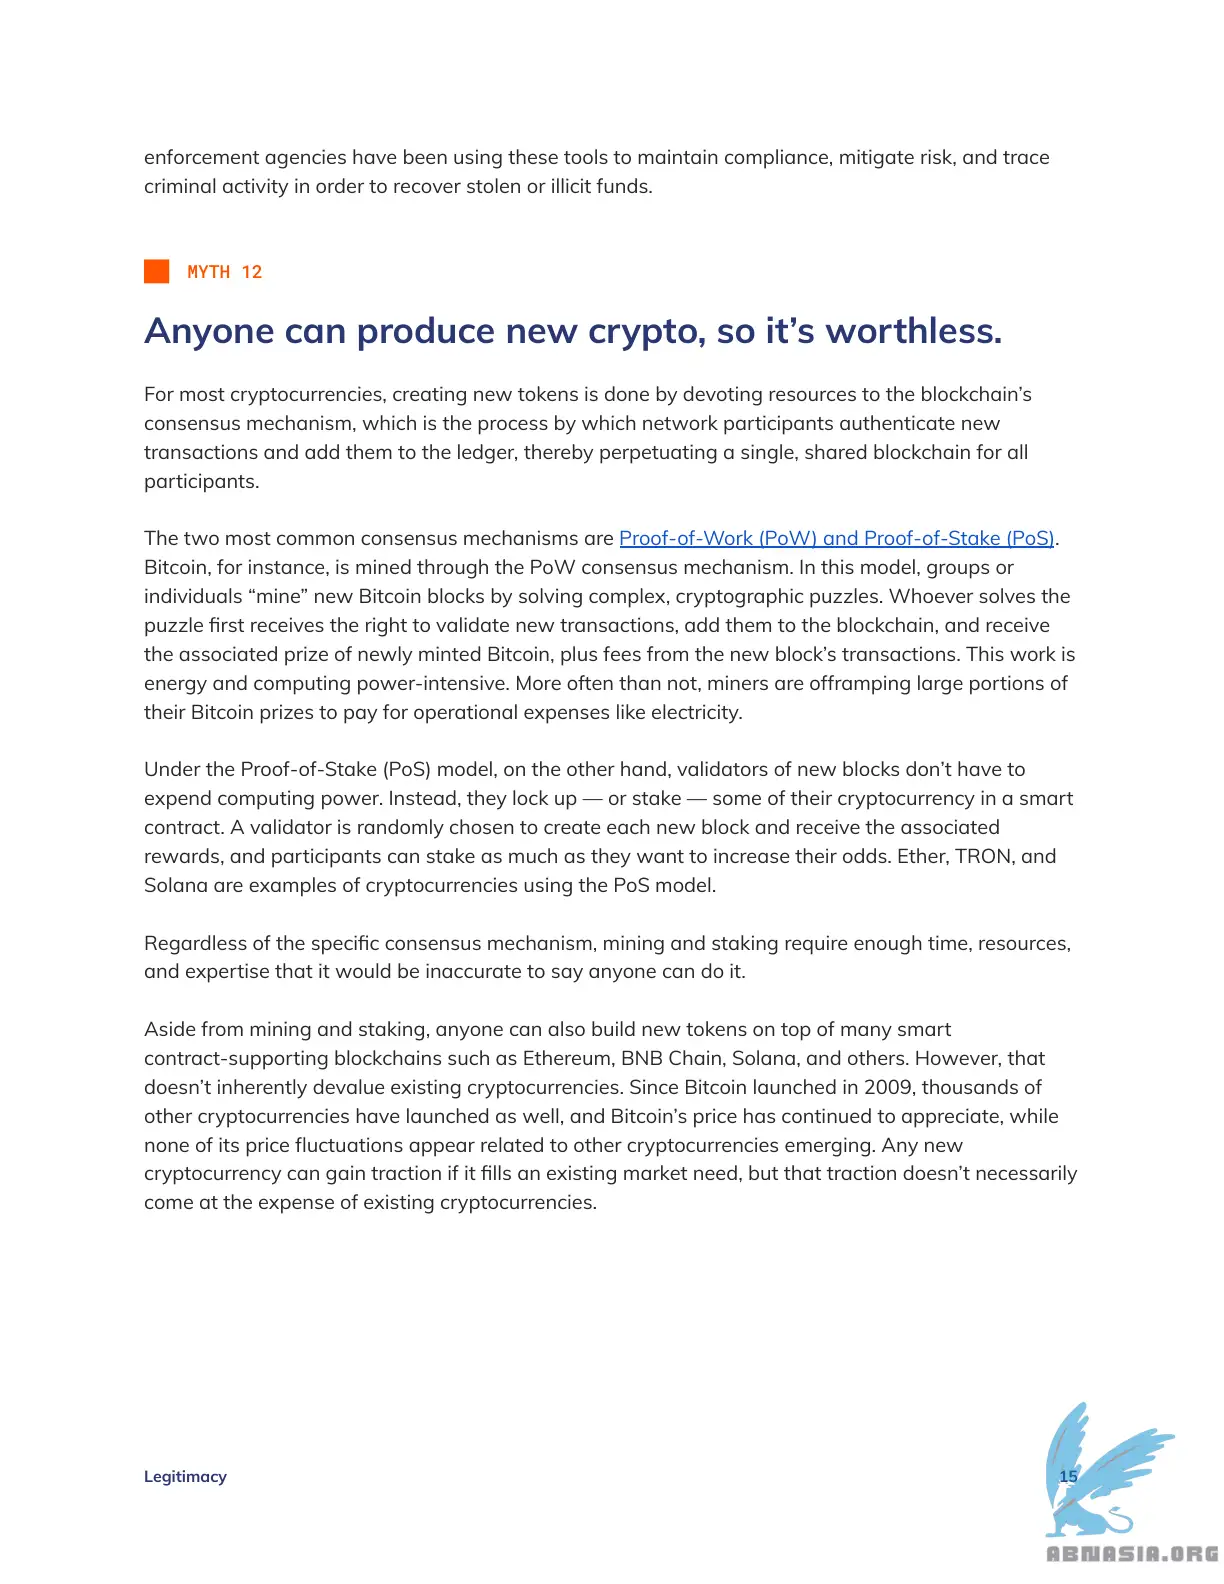 enforcement agencies have been using these tools to maintain compliance, mitigate risk, and trace
criminal activity in order to recover stolen or illicit funds.
MYTH 12
Anyone can produce new crypto, so it’s worthless.
For most cryptocurrencies, creating new tokens is done by devoting resources to the blockchain’s
consensus mechanism, which is the process by which network participants authenticate new
transactions and add them to the ledger, thereby perpetuating a single, shared blockchain for all
participants.
The two most common consensus mechanisms are Proof-of-Work (PoW) and Proof-of-Stake (PoS).
Bitcoin, for instance, is mined through the PoW consensus mechanism. In this model, groups or
individuals “mine” new Bitcoin blocks by solving complex, cryptographic puzzles. Whoever solves the
puzzle first receives the right to validate new transactions, add them to the blockchain, and receive
the associated prize of newly minted Bitcoin, plus fees from the new block’s transactions. This work is
energy and computing power-intensive. More often than not, miners are offramping large portions of
their Bitcoin prizes to pay for operational expenses like electricity.
Under the Proof-of-Stake (PoS) model, on the other hand, validators of new blocks don’t have to
expend computing power. Instead, they lock up — or stake — some of their cryptocurrency in a smart
contract. A validator is randomly chosen to create each new block and receive the associated
rewards, and participants can stake as much as they want to increase their odds. Ether, TRON, and
Solana are examples of cryptocurrencies using the PoS model.
Regardless of the specific consensus mechanism, mining and staking require enough time, resources,
and expertise that it would be inaccurate to say anyone can do it.
Aside from mining and staking, anyone can also build new tokens on top of many smart
contract-supporting blockchains such as Ethereum, BNB Chain, Solana, and others. However, that
doesn’t inherently devalue existing cryptocurrencies. Since Bitcoin launched in 2009, thousands of
other cryptocurrencies have launched as well, and Bitcoin’s price has continued to appreciate, while
none of its price fluctuations appear related to other cryptocurrencies emerging. Any new
cryptocurrency can gain traction if it fills an existing market need, but that traction doesn’t necessarily
come at the expense of existing cryptocurrencies.
Legitimacy
15
ABNASIA.ORG